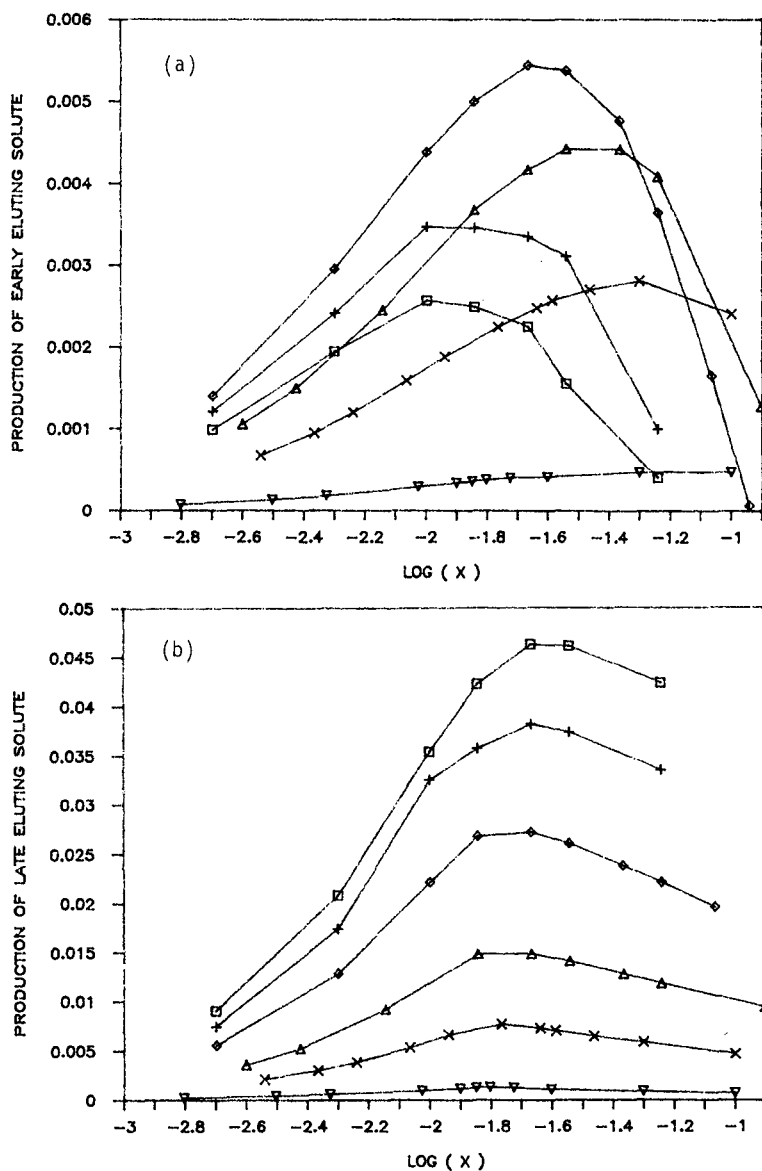 (a)
PRODUCTION OF EARLY ELUTING SOLUTE
0.006
0.005
0.004
0.003
0.002
0.001
0
-3 -2.8 -2.6 -2.4 -2.2 -2 -1.8 -1.6 -1.4 -1.2 -1
LOG ( X )
(b)
PRODUCTION OF LATE ELUTING SOLUTE
0.05
0.045
0.04
0.035
0.03
0.025
0.02
0.015
0.01
0.005
0
-3 -2.8 -2.6 -2.4 -2.2 -2 -1.8 -1.6 -1.4 -1.2 -1
LOG ( X )